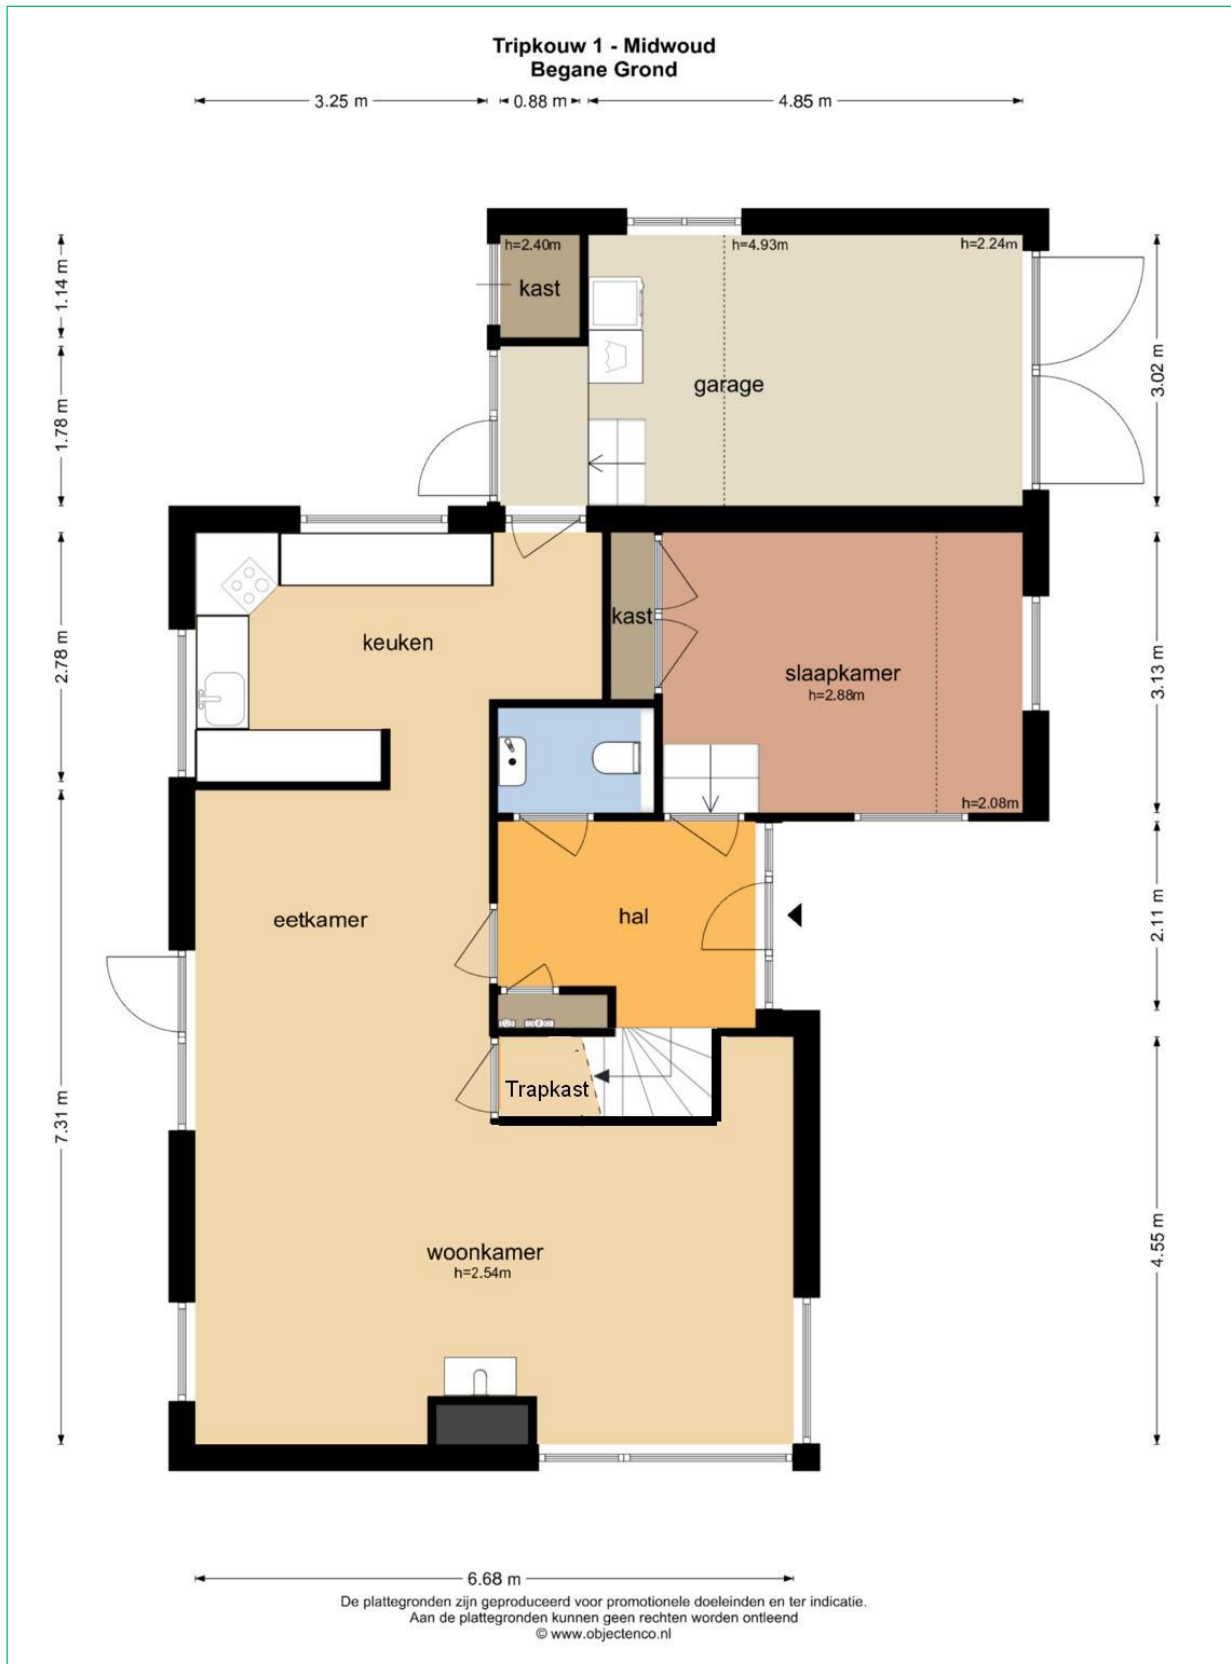 Tripkouw 1 - Midwoud
Begane Grond
3.25 m
0.88 m
4.85 m
h=2.40m
h=4.93m
h=2.24m
kast
1.14 m
garage
3.02 m
1.78 m
keuken
kast
slaapkamer
h=2.88m
2.78 m
3.13 m
h=2.08m
eetkamer
hal
2.11 m
Trapkast
7.31 m
woonkamer
h=2.54m
4.55 m
6.68 m
De plattegronden zijn geproduceerd voor promotionele doeleinden en ter indicatie.
Aan de plattegronden kunnen geen rechten worden ontleend
© www.objectenco.nl